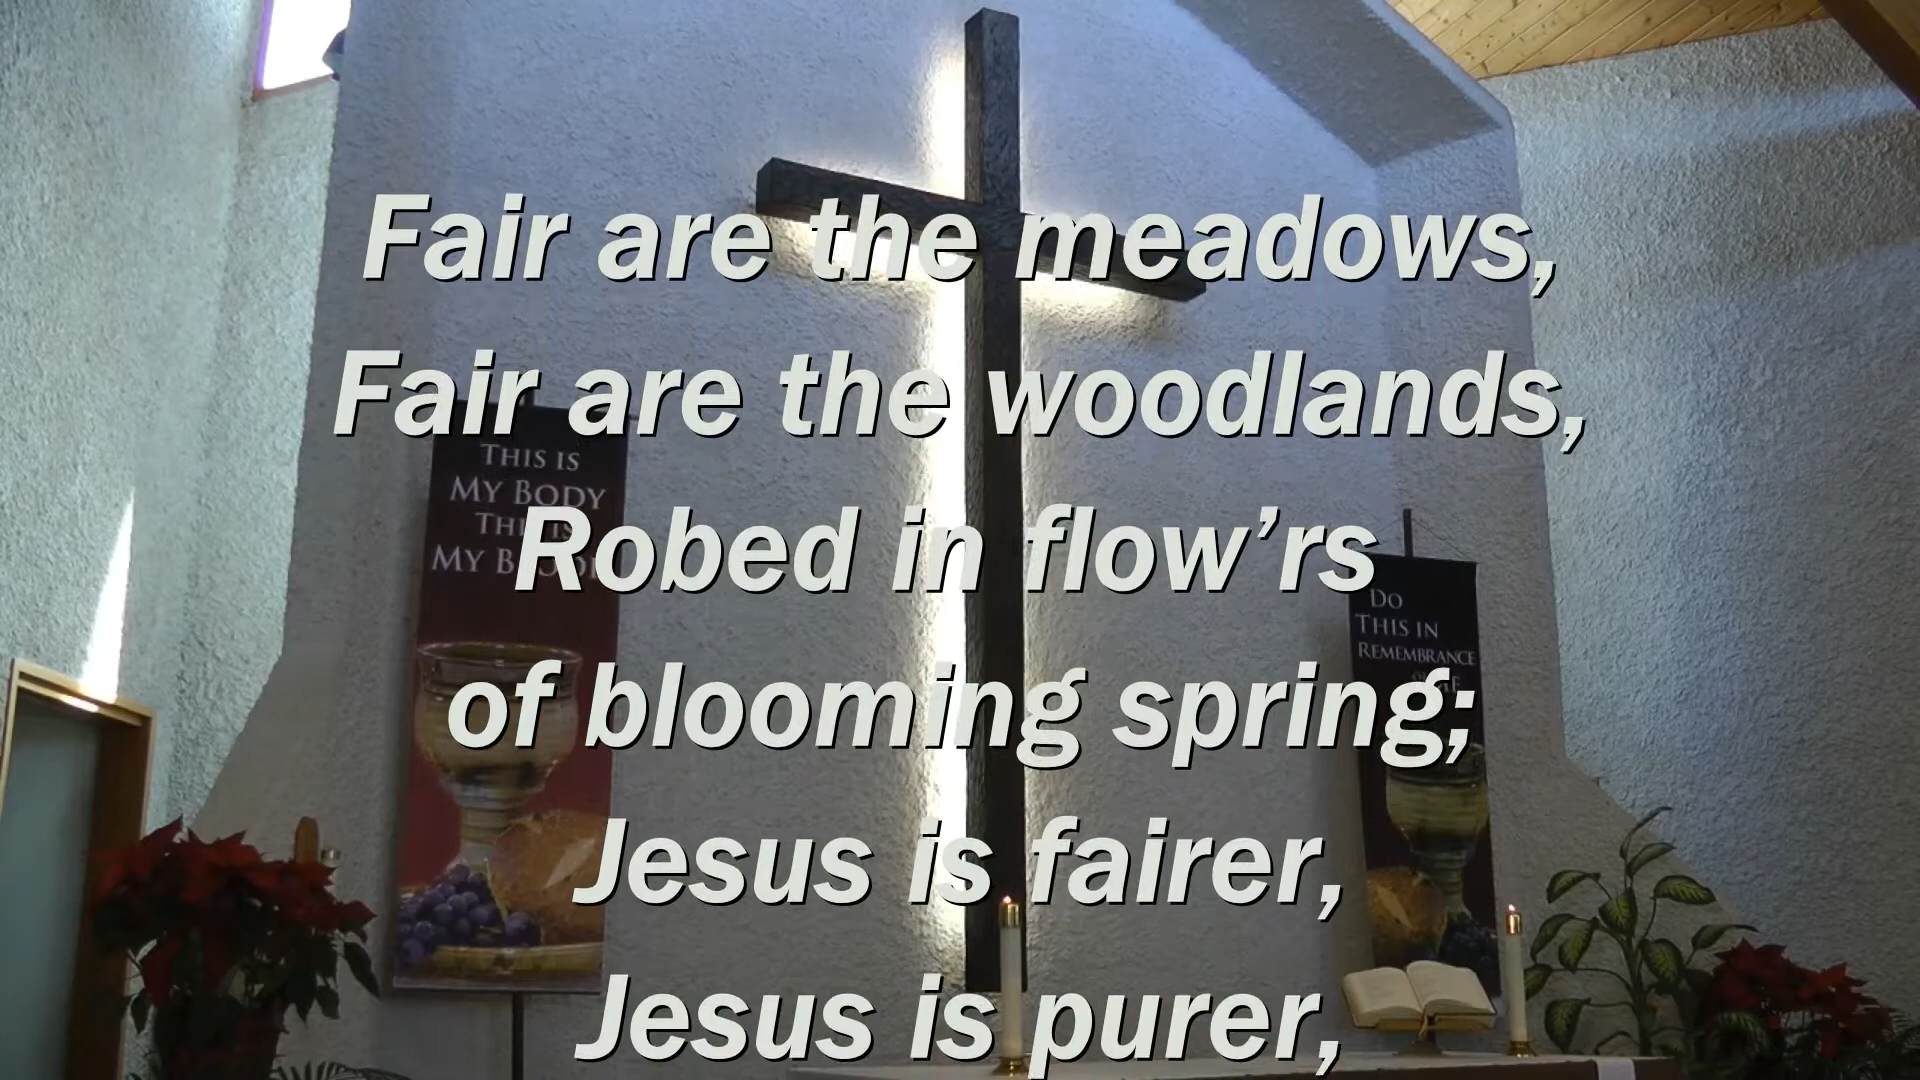 Fair are the meadows,
Fair are the woodlands,
Robed in flow’rs
of blooming spring;
Jesus is fairer,
Jesus is purer,
THIS IS
MY BODY
MY
DO
THIS IN
REMEMBRANCE